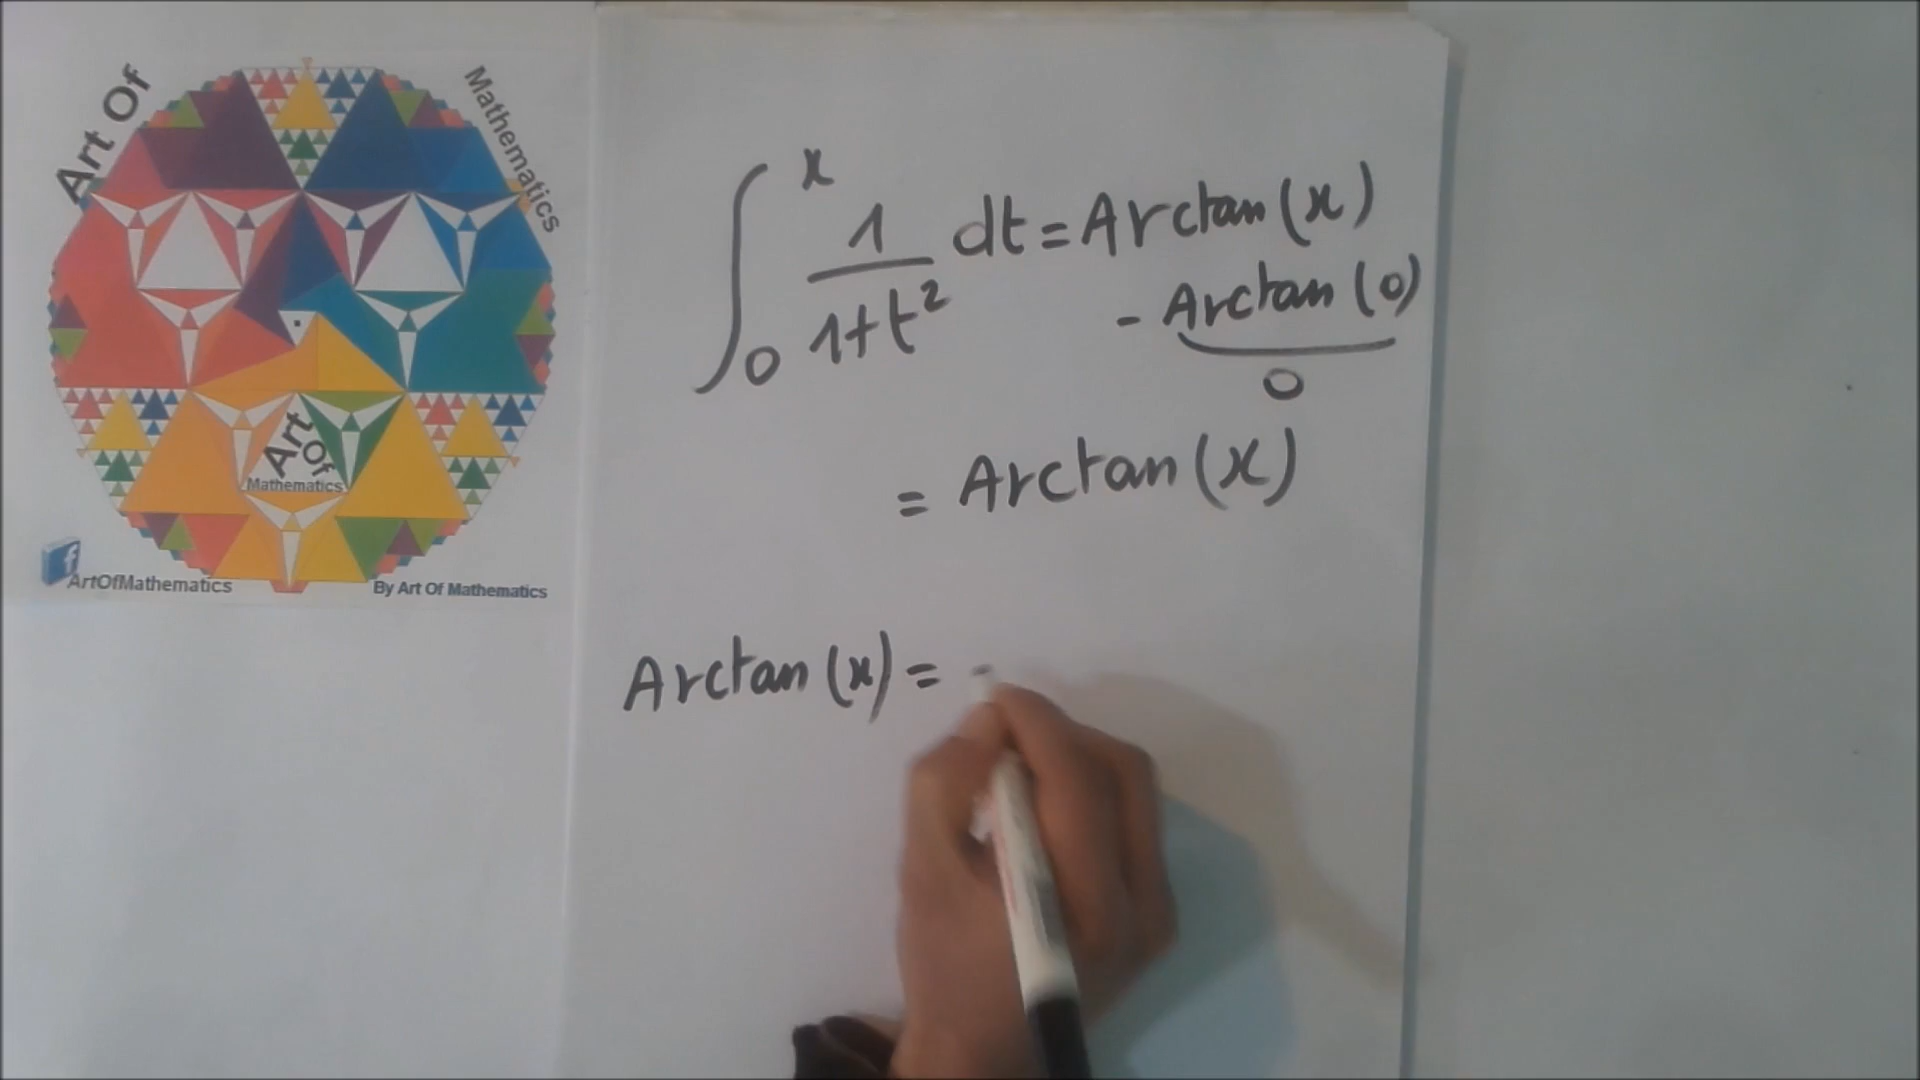 Art Of
Mathematics
Art
Of
Mathematics
ArtOfMathematics
By Art Of Mathematics
∫₀ˣ 1/(1+t²) dt = Arctan(x)
- Arctan(0)
0
= Arctan(x)
Arctan(x) =